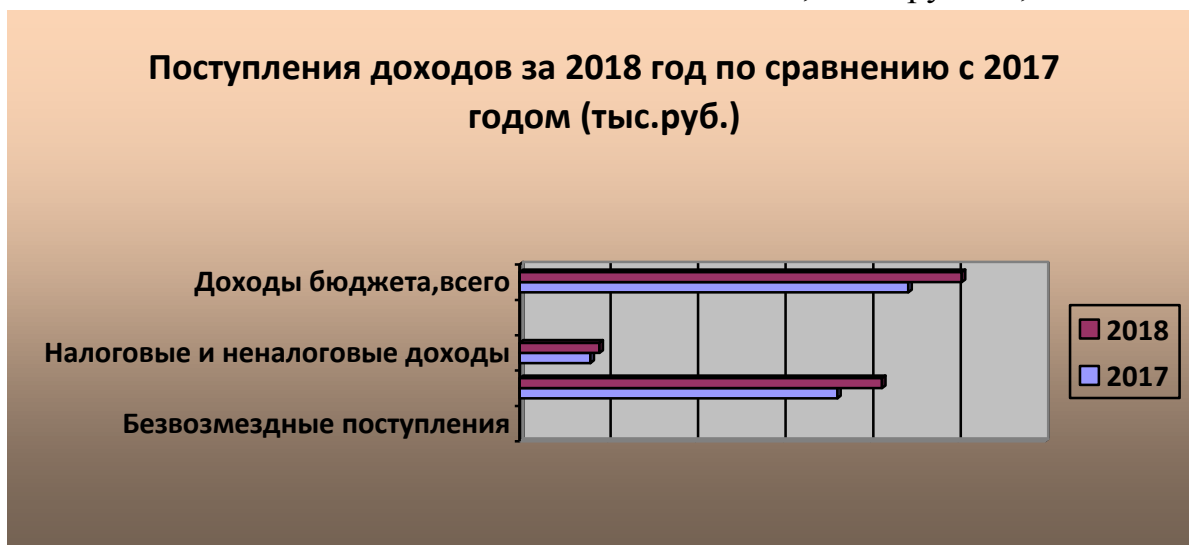 Поступления доходов за 2018 год по сравнению с 2017
годом (тыс.руб.)
Доходы бюджета,всего
Налоговые и неналоговые доходы
Безвозмездные поступления
2018
2017